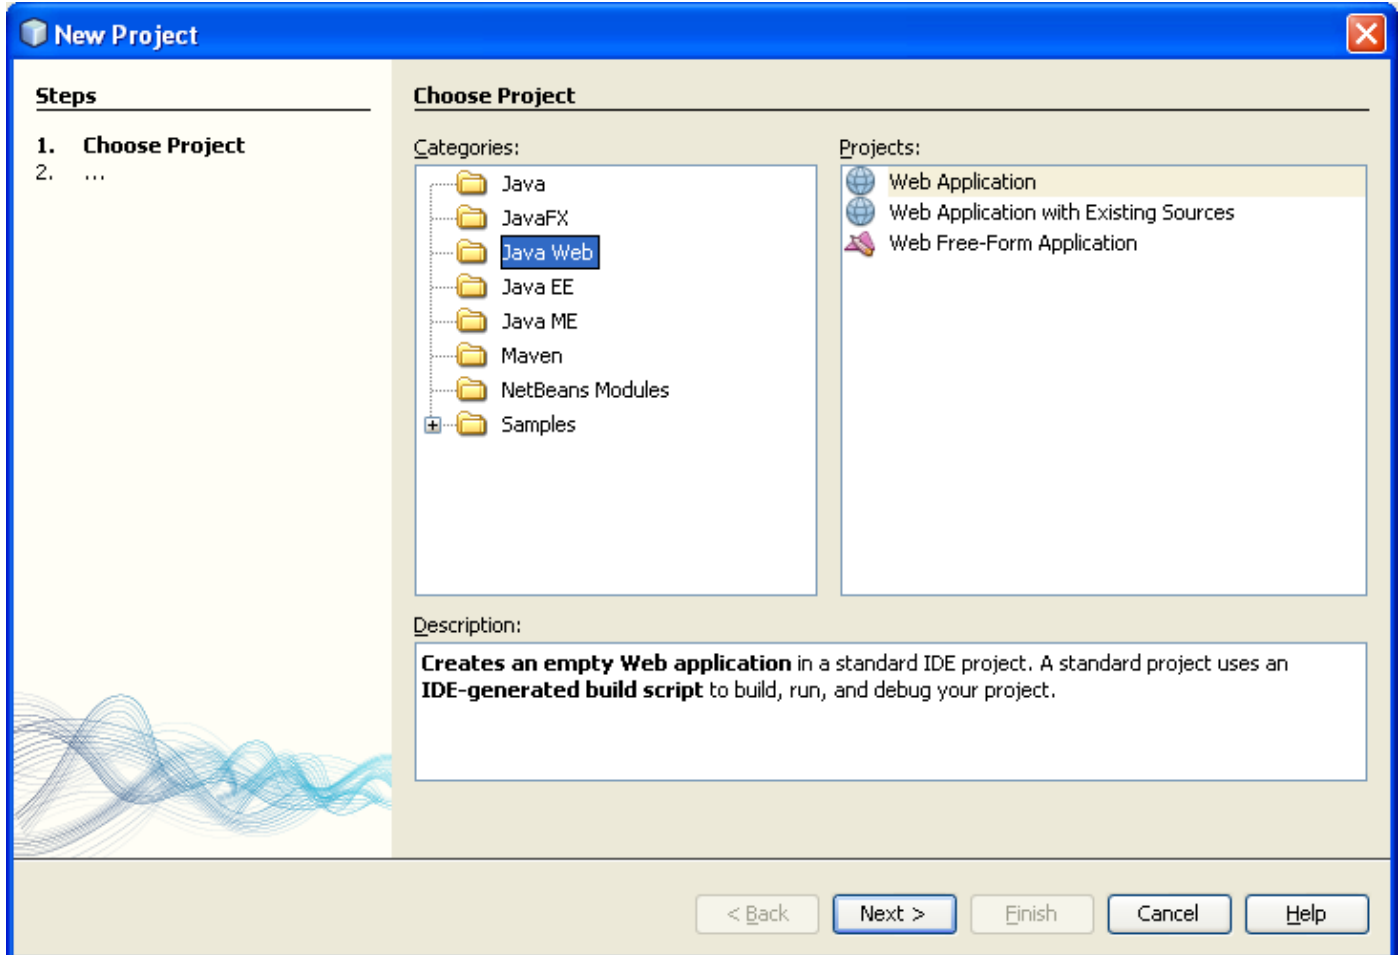 New Project
Steps
1. Choose Project
2. ...
Choose Project
Categories:
Java
JavaFX
Java Web
Java EE
Java ME
Maven
NetBeans Modules
Samples
Projects:
Web Application
Web Application with Existing Sources
Web Free-Form Application
Description:
Creates an empty Web application in a standard IDE project. A standard project uses an
IDE-generated build script to build, run, and debug your project.
< Back
Next >
Finish
Cancel
Help